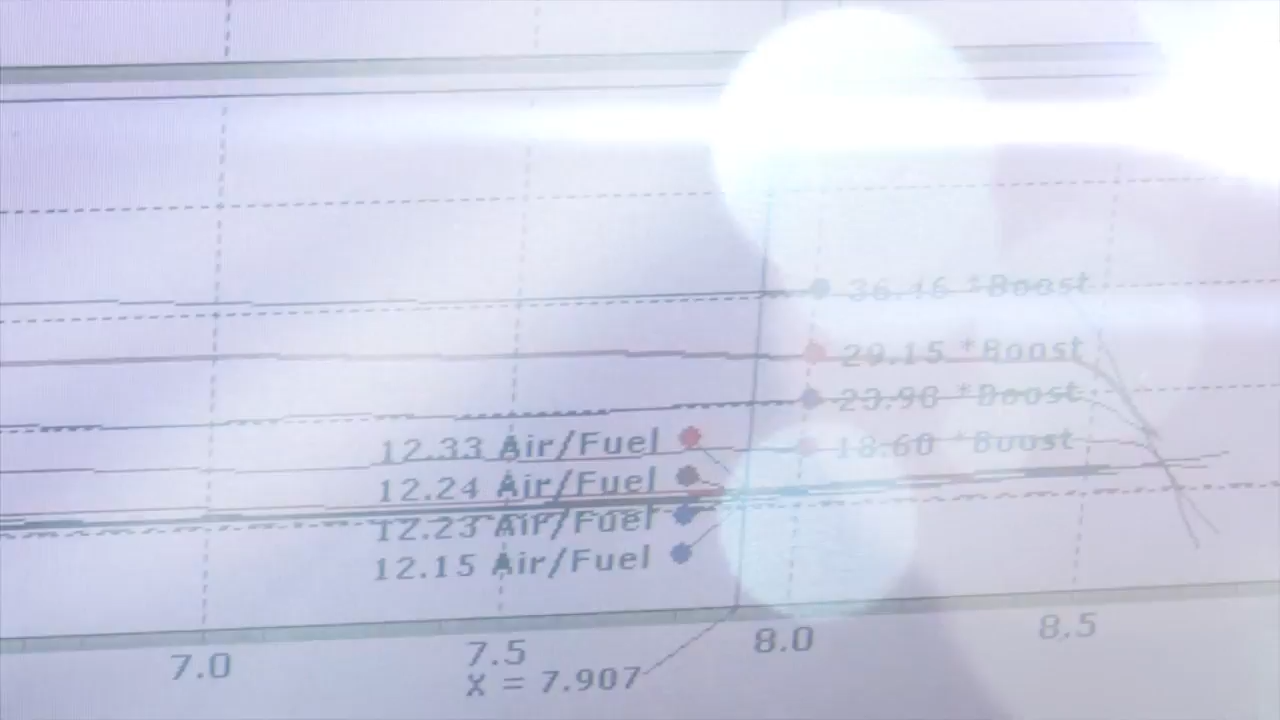 36.46 *Boost
29.15 *Boost
23.98 *Boost
18.60 *Boost
12.33 Air/Fuel
12.24 Air/Fuel
12.23 Air/Fuel
12.15 Air/Fuel
7.0 7.5 8.0 8.5
X = 7.907